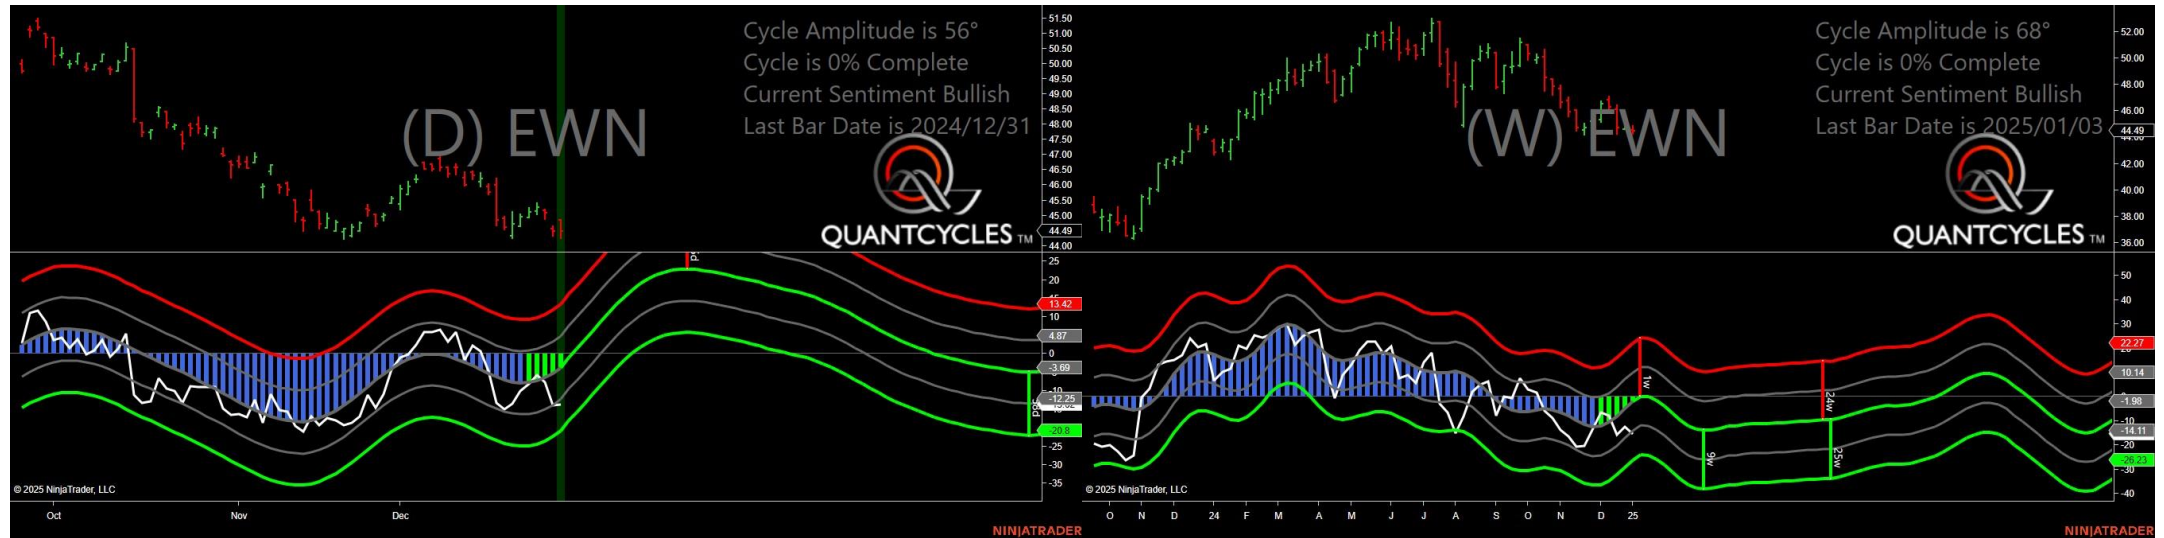 Cycle Amplitude is 56°
Cycle is 0% Complete
Current Sentiment Bullish
Last Bar Date is 2024/12/31
(D) EWN
QUANTCYCLES TM
51.50
51.00
50.50
50.00
49.50
49.00
48.50
48.00
47.50
47.00
46.50
46.00
45.50
45.00
44.49
44.00
25
20
13.42
10
4.87
0
-3.69
-10
-12.25
-20.8
-25
-30
-35
© 2025 NinjaTrader, LLC
Oct
Nov
Dec
NINJATRADER
Cycle Amplitude is 68°
Cycle is 0% Complete
Current Sentiment Bullish
Last Bar Date is 2025/01/03
(W) EWN
QUANTCYCLES TM
52.00
50.00
48.00
46.00
44.49
42.00
40.00
38.00
36.00
50
40
30
22.27
10.14
-1.98
-10
-14.11
-20
-26.23
-30
-40
1w
9w
24w
25w
© 2025 NinjaTrader, LLC
O N D 24 F M A M J J A S O N D 25
NINJATRADER